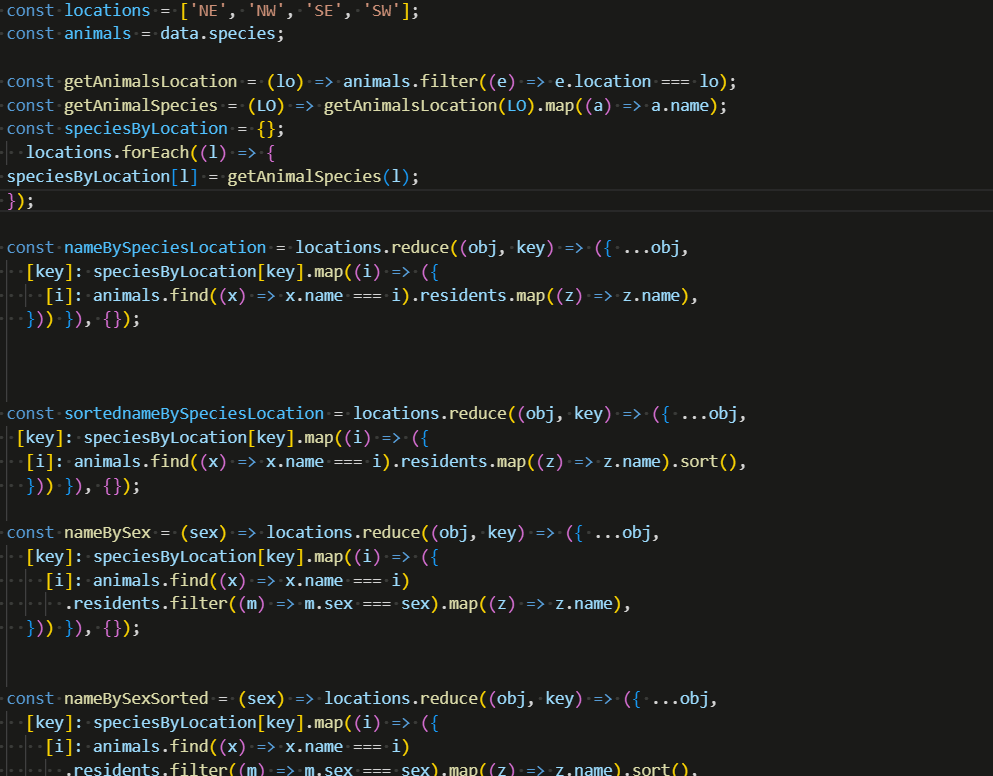 const locations = ['NE', 'NW', 'SE', 'SW'];
const animals = data.species;
const getAnimalsLocation = (lo) => animals.filter((e) => e.location === lo);
const getAnimalSpecies = (LO) => getAnimalsLocation(LO).map((a) => a.name);
const speciesByLocation = {};
locations.forEach((l) => {
speciesByLocation[l] = getAnimalSpecies(l);
});
const nameBySpeciesLocation = locations.reduce((obj, key) => ({ ...obj,
[key]: speciesByLocation[key].map((i) => ({
[i]: animals.find((x) => x.name === i).residents.map((z) => z.name),
})) }), {});
const sortednameBySpeciesLocation = locations.reduce((obj, key) => ({ ...obj,
[key]: speciesByLocation[key].map((i) => ({
[i]: animals.find((x) => x.name === i).residents.map((z) => z.name).sort(),
})) }), {});
const nameBySex = (sex) => locations.reduce((obj, key) => ({ ...obj,
[key]: speciesByLocation[key].map((i) => ({
[i]: animals.find((x) => x.name === i)
.residents.filter((m) => m.sex === sex).map((z) => z.name),
})) }), {});
const nameBySexSorted = (sex) => locations.reduce((obj, key) => ({ ...obj,
[key]: speciesByLocation[key].map((i) => ({
[i]: animals.find((x) => x.name === i)
.residents.filter((m) => m.sex === sex).map((z) => z.name).sort(),